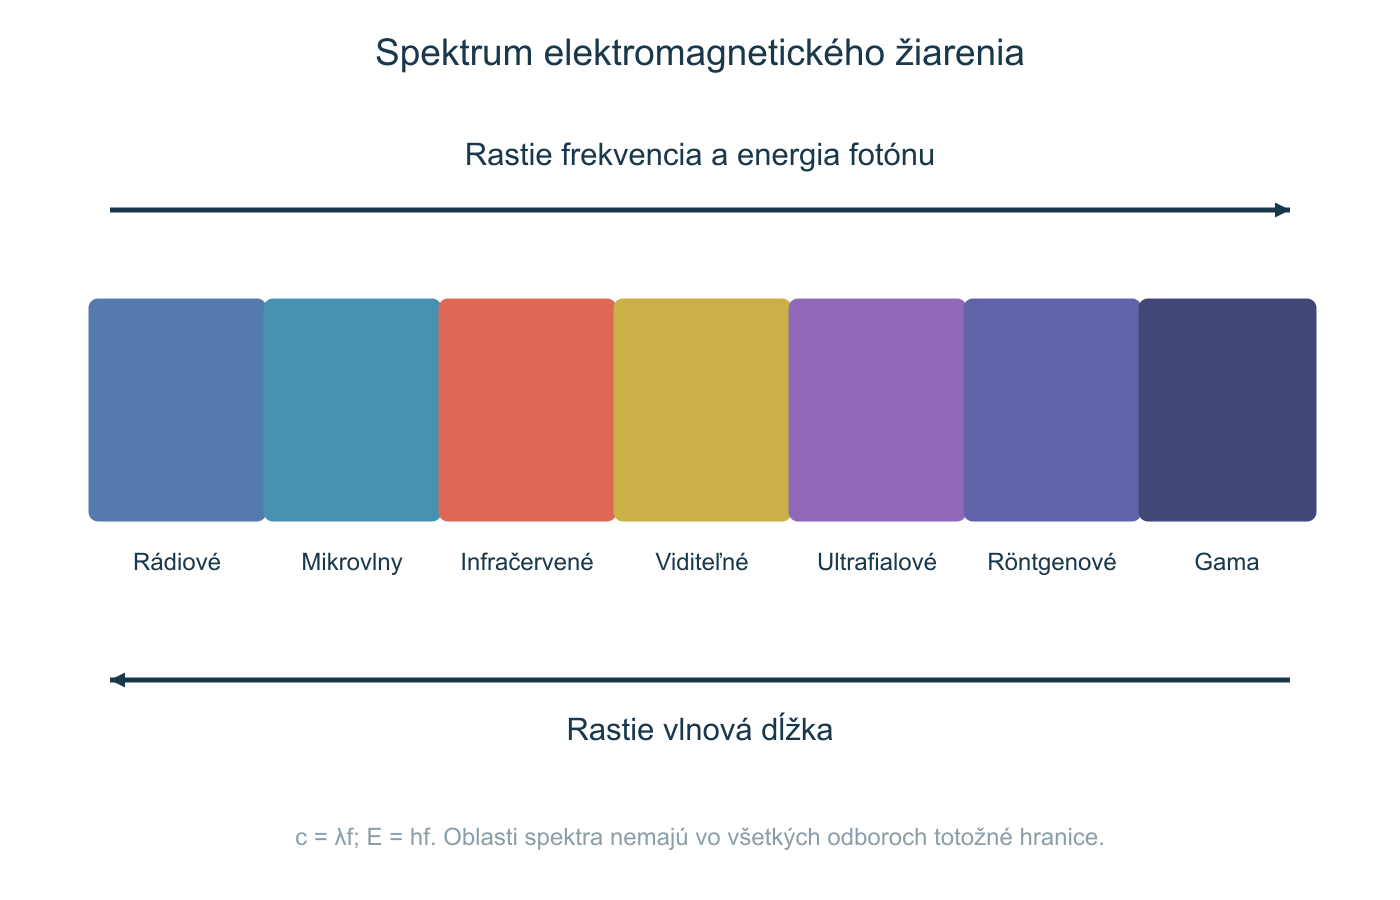 Spektrum elektromagnetického žiarenia
Rastie frekvencia a energia fotónu
Rádiové Mikrovlny Infračervené Viditeľné Ultrafialové Röntgenové Gama
Rastie vlnová dĺžka
c = λf; E = hf. Oblasti spektra nemajú vo všetkých odboroch totožné hranice.